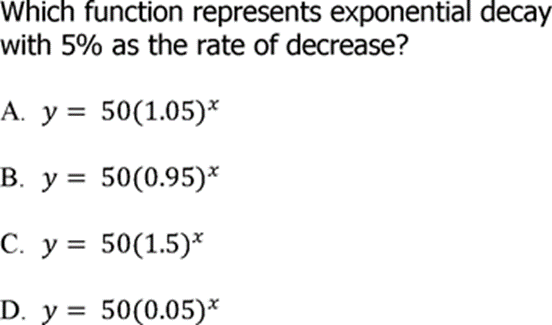 Which function represents exponential decay
with 5% as the rate of decrease?
A. y = 50(1.05)ˣ
B. y = 50(0.95)ˣ
C. y = 50(1.5)ˣ
D. y = 50(0.05)ˣ